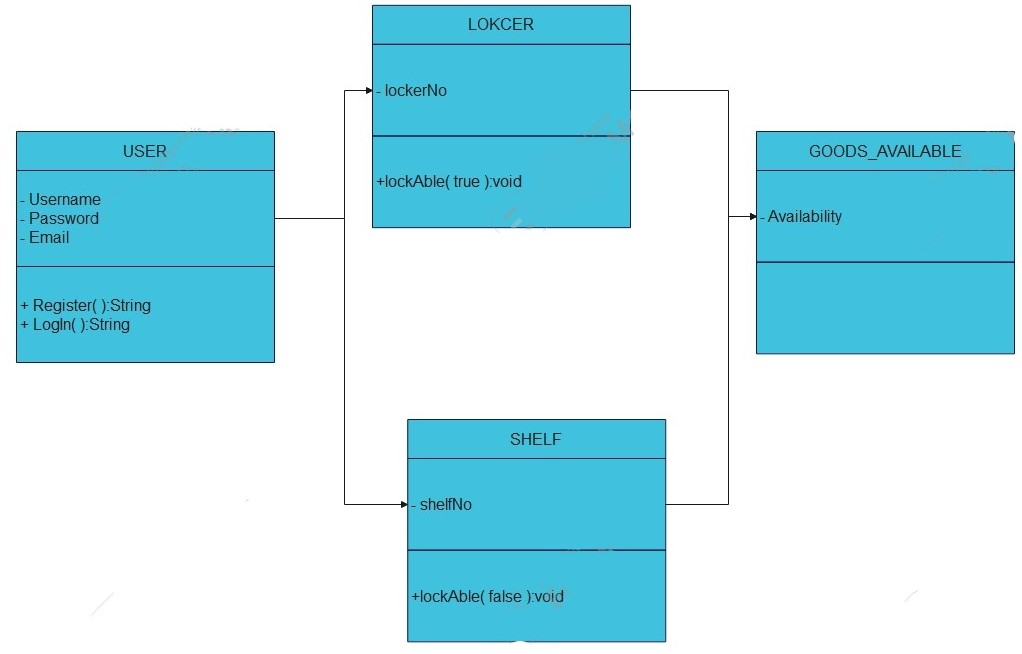 LOKCER
- lockerNo
+lockAble( true ):void
USER
- Username
- Password
- Email
+ Register( ):String
+ LogIn( ):String
GOODS_AVAILABLE
- Availability
SHELF
- shelfNo
+lockAble( false ):void